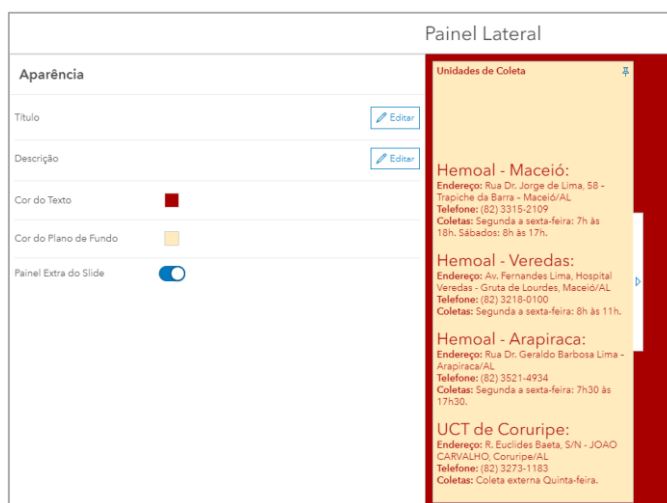 Painel Lateral
Aparência
Título
Editar
Descrição
Editar
Cor do Texto
Cor do Plano de Fundo
Painel Extra do Slide
Unidades de Coleta
Hemoal - Maceió:
Endereço: Rua Dr. Jorge de Lima, 58 -
Trapiche da Barra - Maceió/AL
Telefone: (82) 3315-2109
Coletas: Segunda a sexta-feira: 7h às
18h. Sábados: 8h às 17h.
Hemoal - Veredas:
Endereço: Av. Fernandes Lima, Hospital
Veredas - Gruta de Lourdes, Maceió/AL
Telefone: (82) 3218-0100
Coletas: Segunda a sexta-feira: 8h às 11h.
Hemoal - Arapiraca:
Endereço: Rua Dr. Geraldo Barbosa Lima -
Arapiraca/AL
Telefone: (82) 3521-4934
Coletas: Segunda a sexta-feira: 7h30 às
17h30.
UCT de Coruripe:
Endereço: R. Euclides Baeta, S/N - JOAO
CARVALHO, Coruripe/AL
Telefone: (82) 3273-1183
Coletas: Coleta externa Quinta-feira.